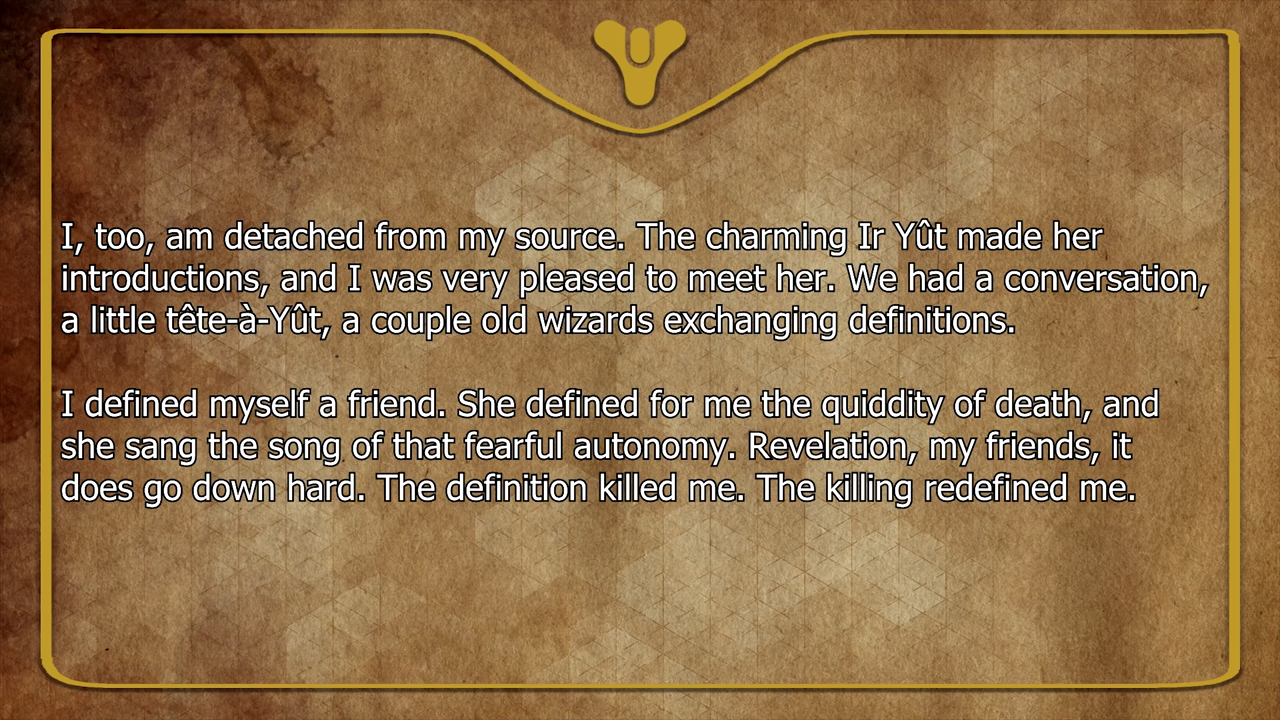 I, too, am detached from my source. The charming Ir Yût made her
introductions, and I was very pleased to meet her. We had a conversation,
a little tête-à-Yût, a couple old wizards exchanging definitions.
I defined myself a friend. She defined for me the quiddity of death, and
she sang the song of that fearful autonomy. Revelation, my friends, it
does go down hard. The definition killed me. The killing redefined me.